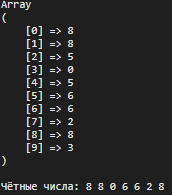 Array
(
    [0] => 8
    [1] => 8
    [2] => 5
    [3] => 0
    [4] => 5
    [5] => 6
    [6] => 6
    [7] => 2
    [8] => 8
    [9] => 3
)
Чётные числа: 8 8 0 6 6 2 8